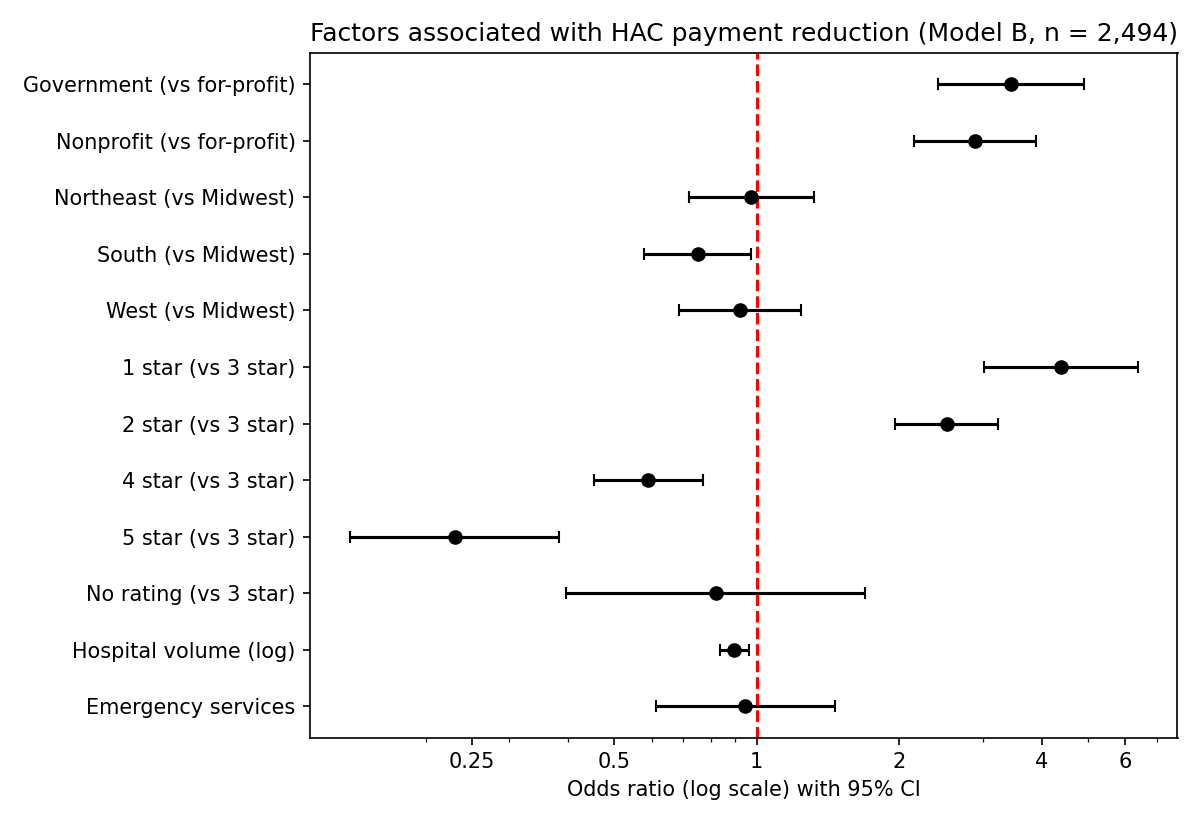 Factors associated with HAC payment reduction (Model B, n = 2,494)
Government (vs for-profit)
Nonprofit (vs for-profit)
Northeast (vs Midwest)
South (vs Midwest)
West (vs Midwest)
1 star (vs 3 star)
2 star (vs 3 star)
4 star (vs 3 star)
5 star (vs 3 star)
No rating (vs 3 star)
Hospital volume (log)
Emergency services
0.25 0.5 1 2 4 6
Odds ratio (log scale) with 95% CI